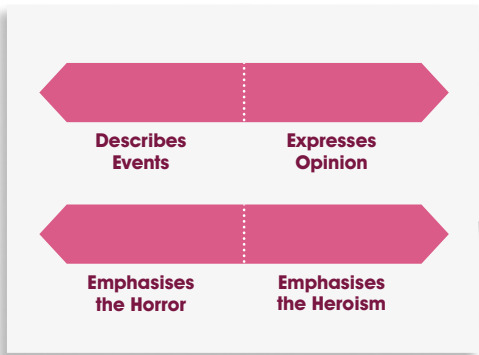 Describes
Events
Expresses
Opinion
Emphasises
the Horror
Emphasises
the Heroism